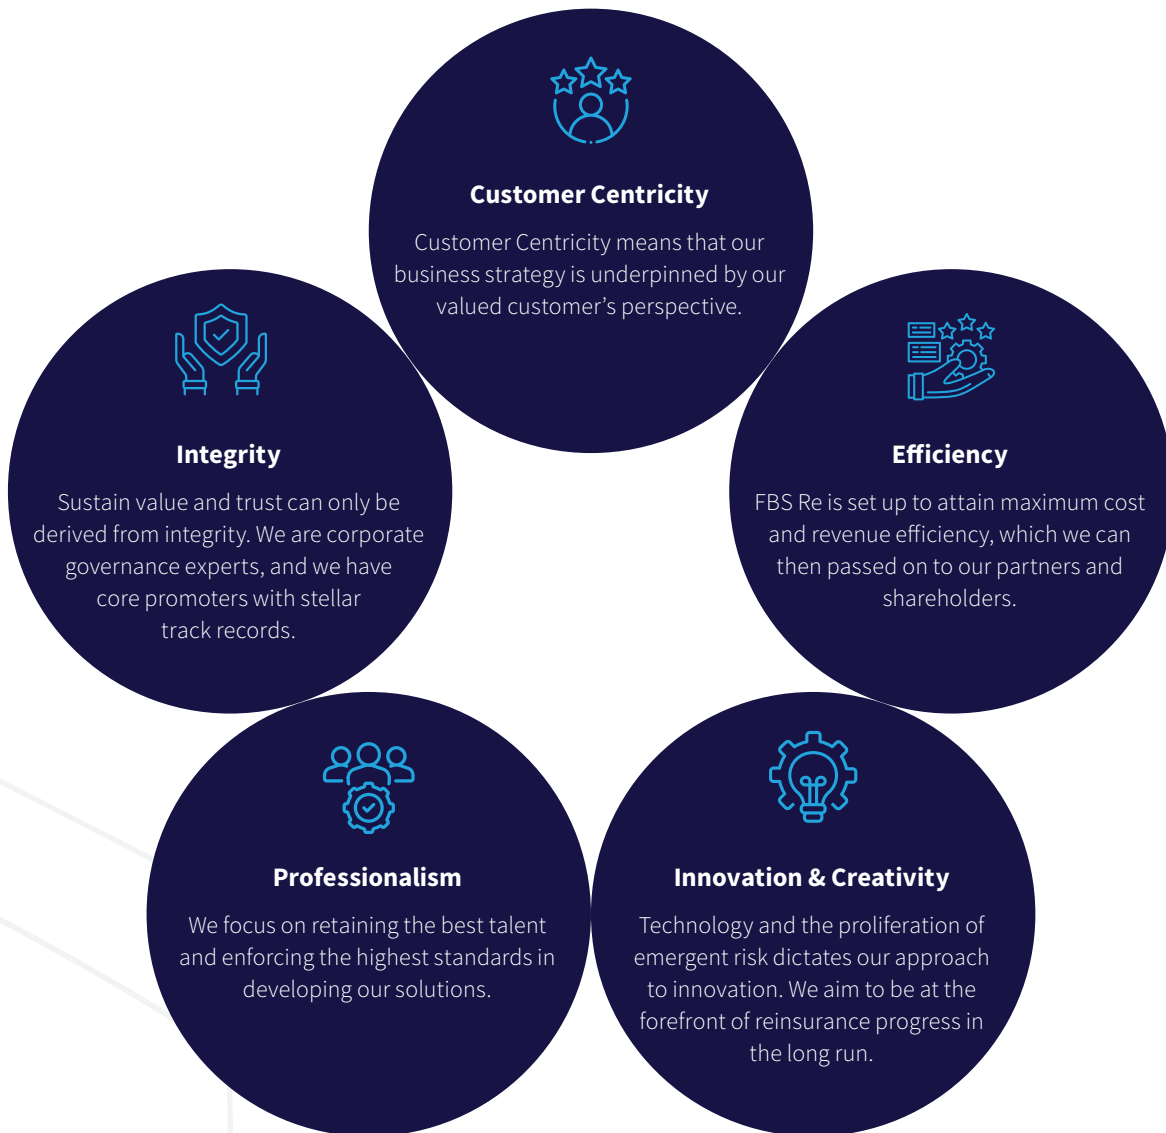 Customer Centricity
Customer Centricity means that our
business strategy is underpinned by our
valued customer’s perspective.
Integrity
Sustain value and trust can only be
derived from integrity. We are corporate
governance experts, and we have
core promoters with stellar
track records.
Efficiency
FBS Re is set up to attain maximum cost
and revenue efficiency, which we can
then passed on to our partners and
shareholders.
Professionalism
We focus on retaining the best talent
and enforcing the highest standards in
developing our solutions.
Innovation & Creativity
Technology and the proliferation of
emergent risk dictates our approach
to innovation. We aim to be at the
forefront of reinsurance progress in
the long run.